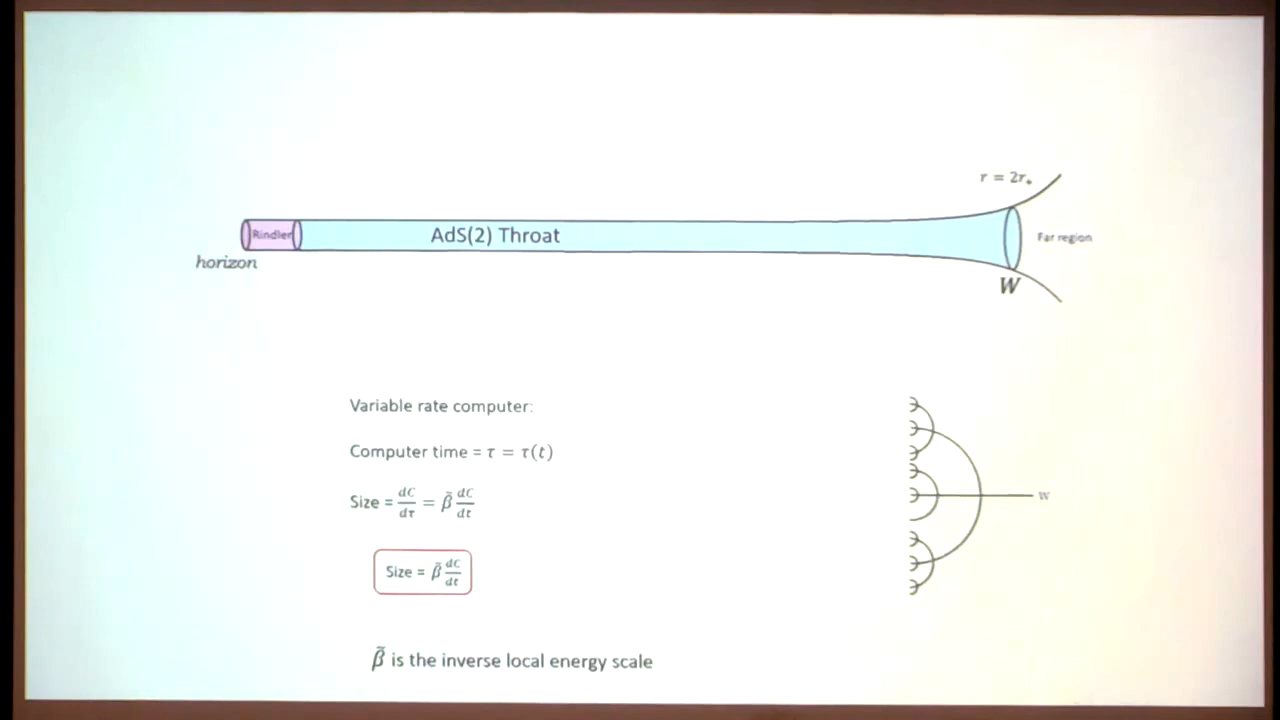 r = 2r₊
Rindler
AdS(2) Throat
Far region
horizon
W
Variable rate computer:
Computer time = τ = τ(t)
Size = dC/dτ = β̃ dC/dt
W
Size = β̃ dC/dt
β̃ is the inverse local energy scale